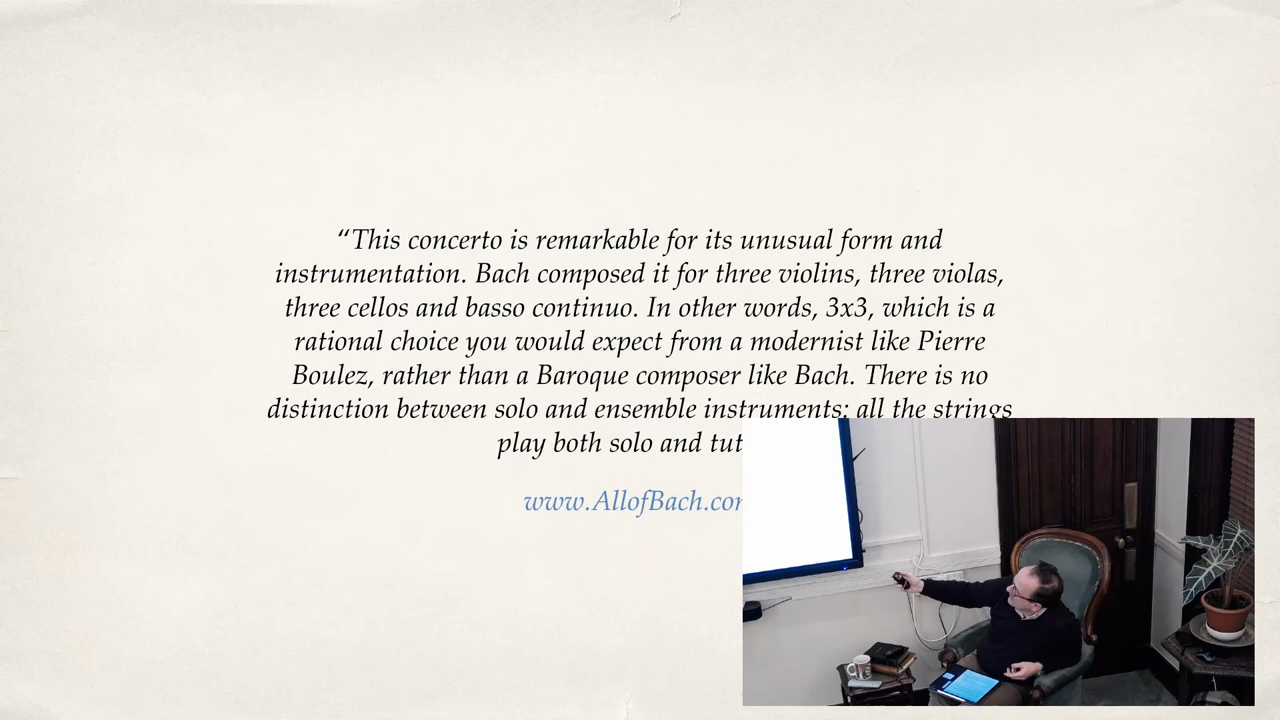 “This concerto is remarkable for its unusual form and
instrumentation. Bach composed it for three violins, three violas,
three cellos and basso continuo. In other words, 3x3, which is a
rational choice you would expect from a modernist like Pierre
Boulez, rather than a Baroque composer like Bach. There is no
distinction between solo and ensemble instruments: all the strings
play both solo and tut
www.AllofBach.com